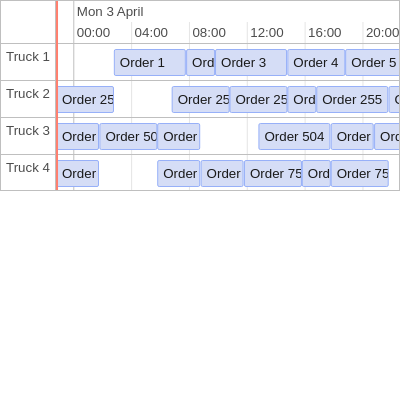 Mon 3 April
00:00 04:00 08:00 12:00 16:00 20:00
Truck 1 Order 1 Ord Order 3 Order 4 Order 5
Truck 2 Order 25 Order 25 Order 25 Ord Order 255
Truck 3 Order Order 50 Order Order 504 Order Ord
Truck 4 Order Order Order Order 75 Ord Order 75